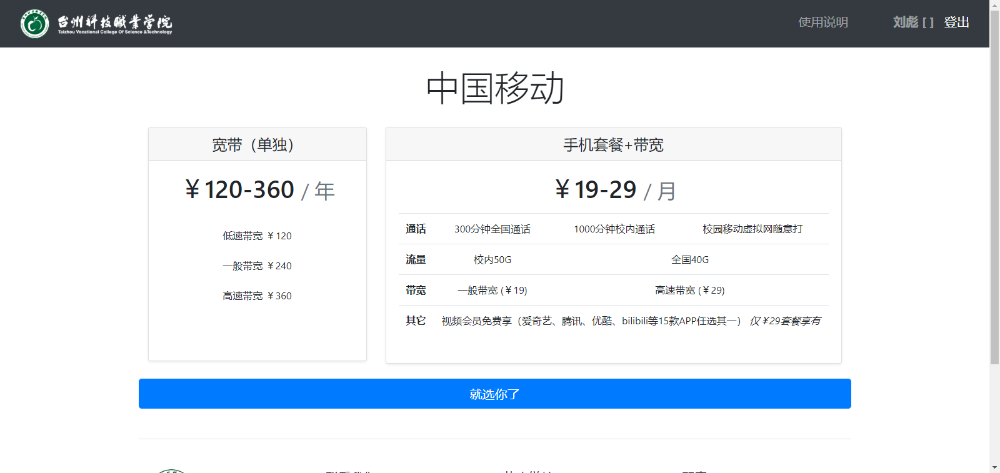 台州科技職業学院
Taizhou Vocational College Of Science &Technology
使用说明
刘彪 [ ] 登出
中国移动
宽带（单独）
￥120-360 / 年
低速带宽 ￥120
一般带宽 ￥240
高速带宽 ￥360
手机套餐+带宽
￥19-29 / 月
通话 300分钟全国通话 1000分钟校内通话 校园移动虚拟网随意打
流量 校内50G 全国40G
带宽 一般带宽 (￥19) 高速带宽 (￥29)
其它 视频会员免费享（爱奇艺、腾讯、优酷、bilibili等15款APP任选其一） 仅￥29套餐享有
就选你了